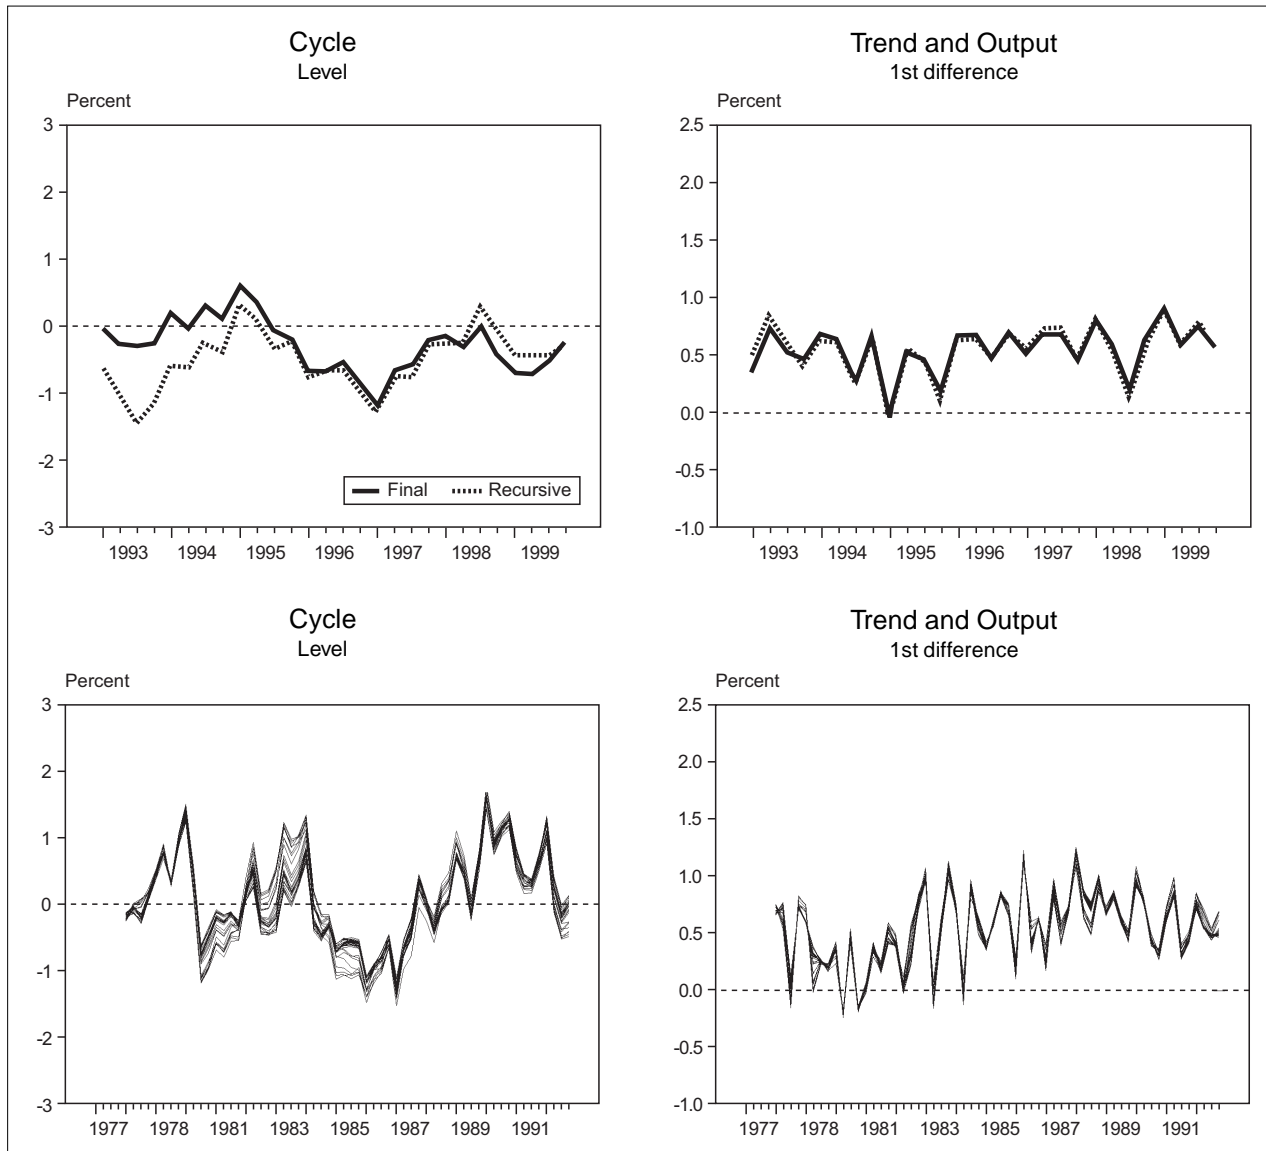 Cycle
Level
Percent
3
2
1
0
-1
-2
-3
Final Recursive
1993 1994 1995 1996 1997 1998 1999
Trend and Output
1st difference
Percent
2.5
2.0
1.5
1.0
0.5
0.0
-0.5
-1.0
1993 1994 1995 1996 1997 1998 1999
Cycle
Level
Percent
3
2
1
0
-1
-2
-3
1977 1978 1981 1983 1985 1987 1989 1991
Trend and Output
1st difference
Percent
2.5
2.0
1.5
1.0
0.5
0.0
-0.5
-1.0
1977 1978 1981 1983 1985 1987 1989 1991